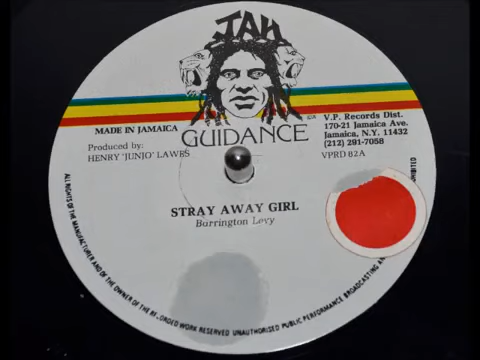 JAH
GUIDANCE
MADE IN JAMAICA
Produced by:
HENRY 'JUNJO' LAWES
V.P. Records Dist.
170-21 Jamaica Ave.
Jamaica, N.Y. 11432
(212) 291-7058
VPRD 82A
STRAY AWAY GIRL
Barrington Levy
ALL RIGHTS OF THE MANUFACTURER AND OF THE OWNER OF THE RECORDED WORK RESERVED UNAUTHORISED PUBLIC PERFORMANCE BROADCASTING